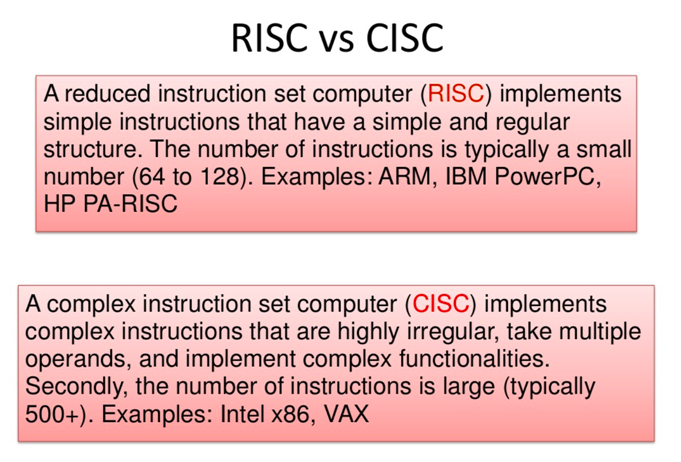 RISC vs CISC
A reduced instruction set computer (RISC) implements
simple instructions that have a simple and regular
structure. The number of instructions is typically a small
number (64 to 128). Examples: ARM, IBM PowerPC,
HP PA-RISC
A complex instruction set computer (CISC) implements
complex instructions that are highly irregular, take multiple
operands, and implement complex functionalities.
Secondly, the number of instructions is large (typically
500+). Examples: Intel x86, VAX